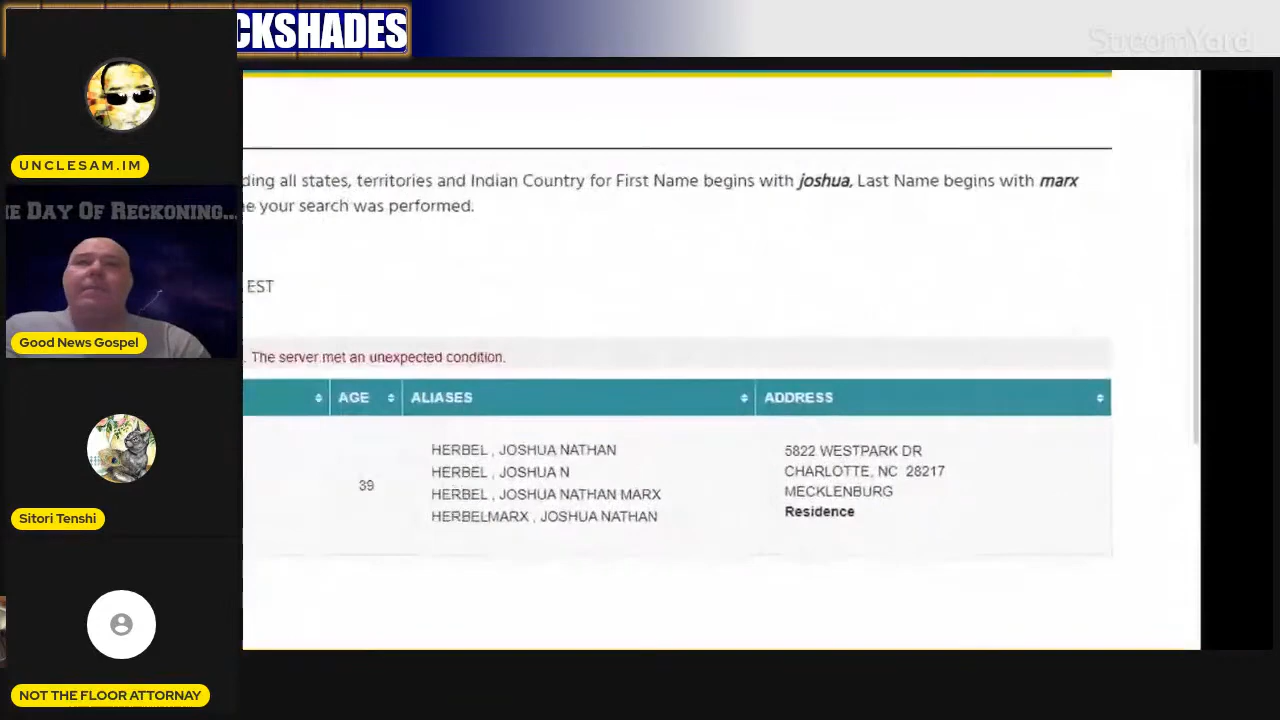 CKSHADES
StreamYard
UNCLESAM.IM
E DAY OF RECKONING...
Good News Gospel
Sitori Tenshi
NOT THE FLOOR ATTORNAY
ding all states, territories and Indian Country for First Name begins with joshua, Last Name begins with marx
e your search was performed.
EST
. The server met an unexpected condition.
AGE ALIASES ADDRESS
39
HERBEL , JOSHUA NATHAN
HERBEL , JOSHUA N
HERBEL , JOSHUA NATHAN MARX
HERBELMARX , JOSHUA NATHAN
5822 WESTPARK DR
CHARLOTTE, NC 28217
MECKLENBURG
Residence